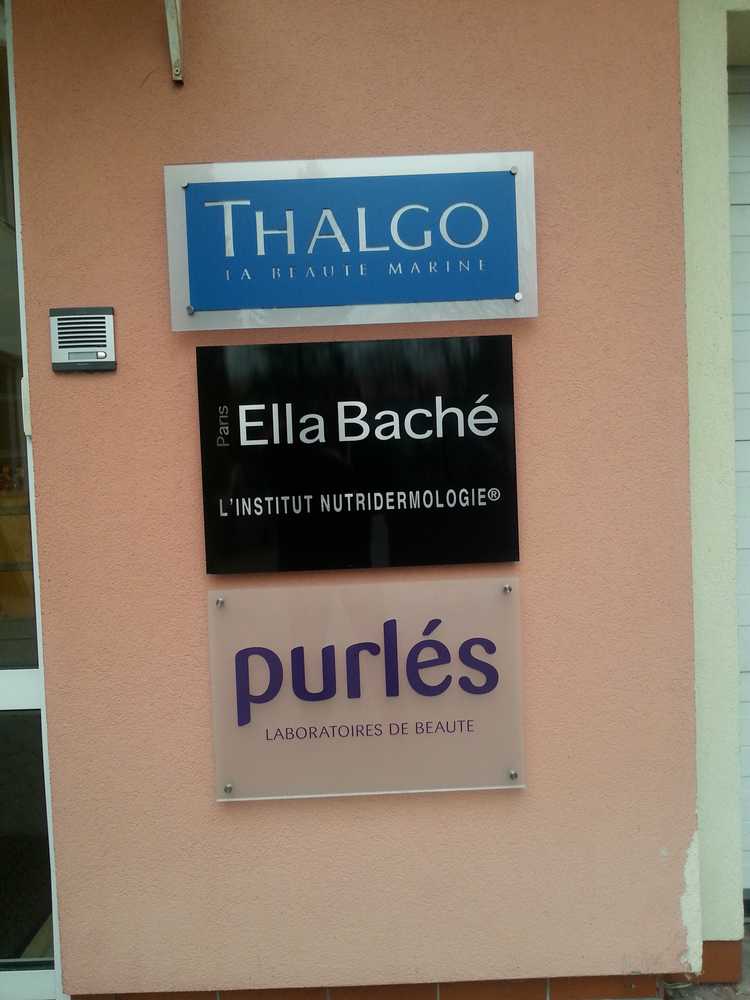 THALGO
LA BEAUTE MARINE
Paris
Ella Baché
L'INSTITUT NUTRIDERMOLOGIE®
purlés
LABORATOIRES DE BEAUTE